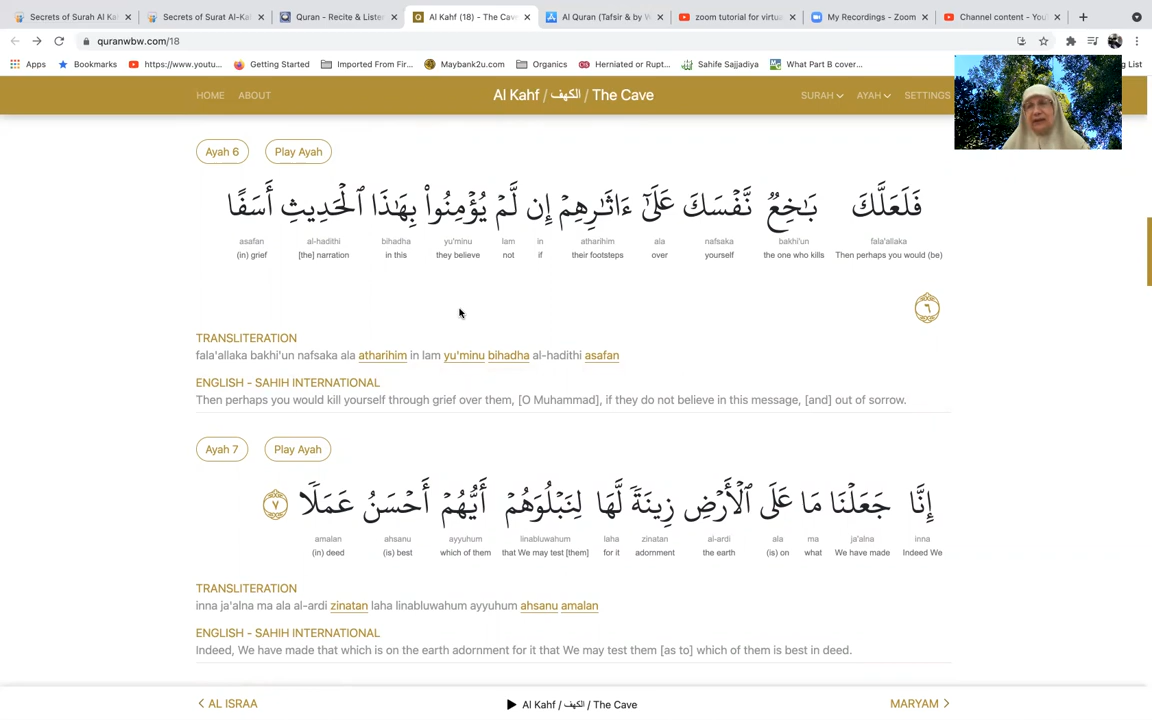 Secrets of Surah Al Ka
Secrets of Surat Al-Ka
Quran - Recite & Listen
Al Kahf (18) - The Cave
Al Quran (Tafsir & by W
zoom tutorial for virtua
My Recordings - Zoom
Channel content - You
quranwbw.com/18
Apps
Bookmarks
https://www.youtu...
Getting Started
Imported From Fir...
Maybank2u.com
Organics
Herniated or Rupt...
Sahife Sajjadiya
What Part B cover...
HOME ABOUT Al Kahf / الكهف / The Cave SURAH AYAH SETTINGS
Ayah 6 Play Ayah
فَلَعَلَّكَ بَـٰخِعٌۭ نَّفْسَكَ عَلَىٰٓ ءَاثَـٰرِهِمْ إِن لَّمْ يُؤْمِنُوا۟ بِهَـٰذَا ٱلْحَدِيثِ أَسَفًا
asafan al-hadithi bihadha yu'minu lam in atharihim ala nafsaka bakhi'un fala'allaka
(in) grief [the] narration in this they believe not if their footsteps over yourself the one who kills Then perhaps you would (be)
٦
TRANSLITERATION
fala'allaka bakhi'un nafsaka ala atharihim in lam yu'minu bihadha al-hadithi asafan
ENGLISH - SAHIH INTERNATIONAL
Then perhaps you would kill yourself through grief over them, [O Muhammad], if they do not believe in this message, [and] out of sorrow.
Ayah 7 Play Ayah
إِنَّا جَعَلْنَا مَا عَلَى ٱلْأَرْضِ زِينَةًۭ لَّهَا لِنَبْلُوَهُمْ أَيُّهُمْ أَحْسَنُ عَمَلًۭا ٧
amalan ahsanu ayyuhum linabluwahum laha zinatan al-ardi ala ma ja'alna inna
(in) deed (is) best which of them that We may test [them] for it adornment the earth (is) on what We have made Indeed We
TRANSLITERATION
inna ja'alna ma ala al-ardi zinatan laha linabluwahum ayyuhum ahsanu amalan
ENGLISH - SAHIH INTERNATIONAL
Indeed, We have made that which is on the earth adornment for it that We may test them [as to] which of them is best in deed.
AL ISRAA Al Kahf / الكهف / The Cave MARYAM